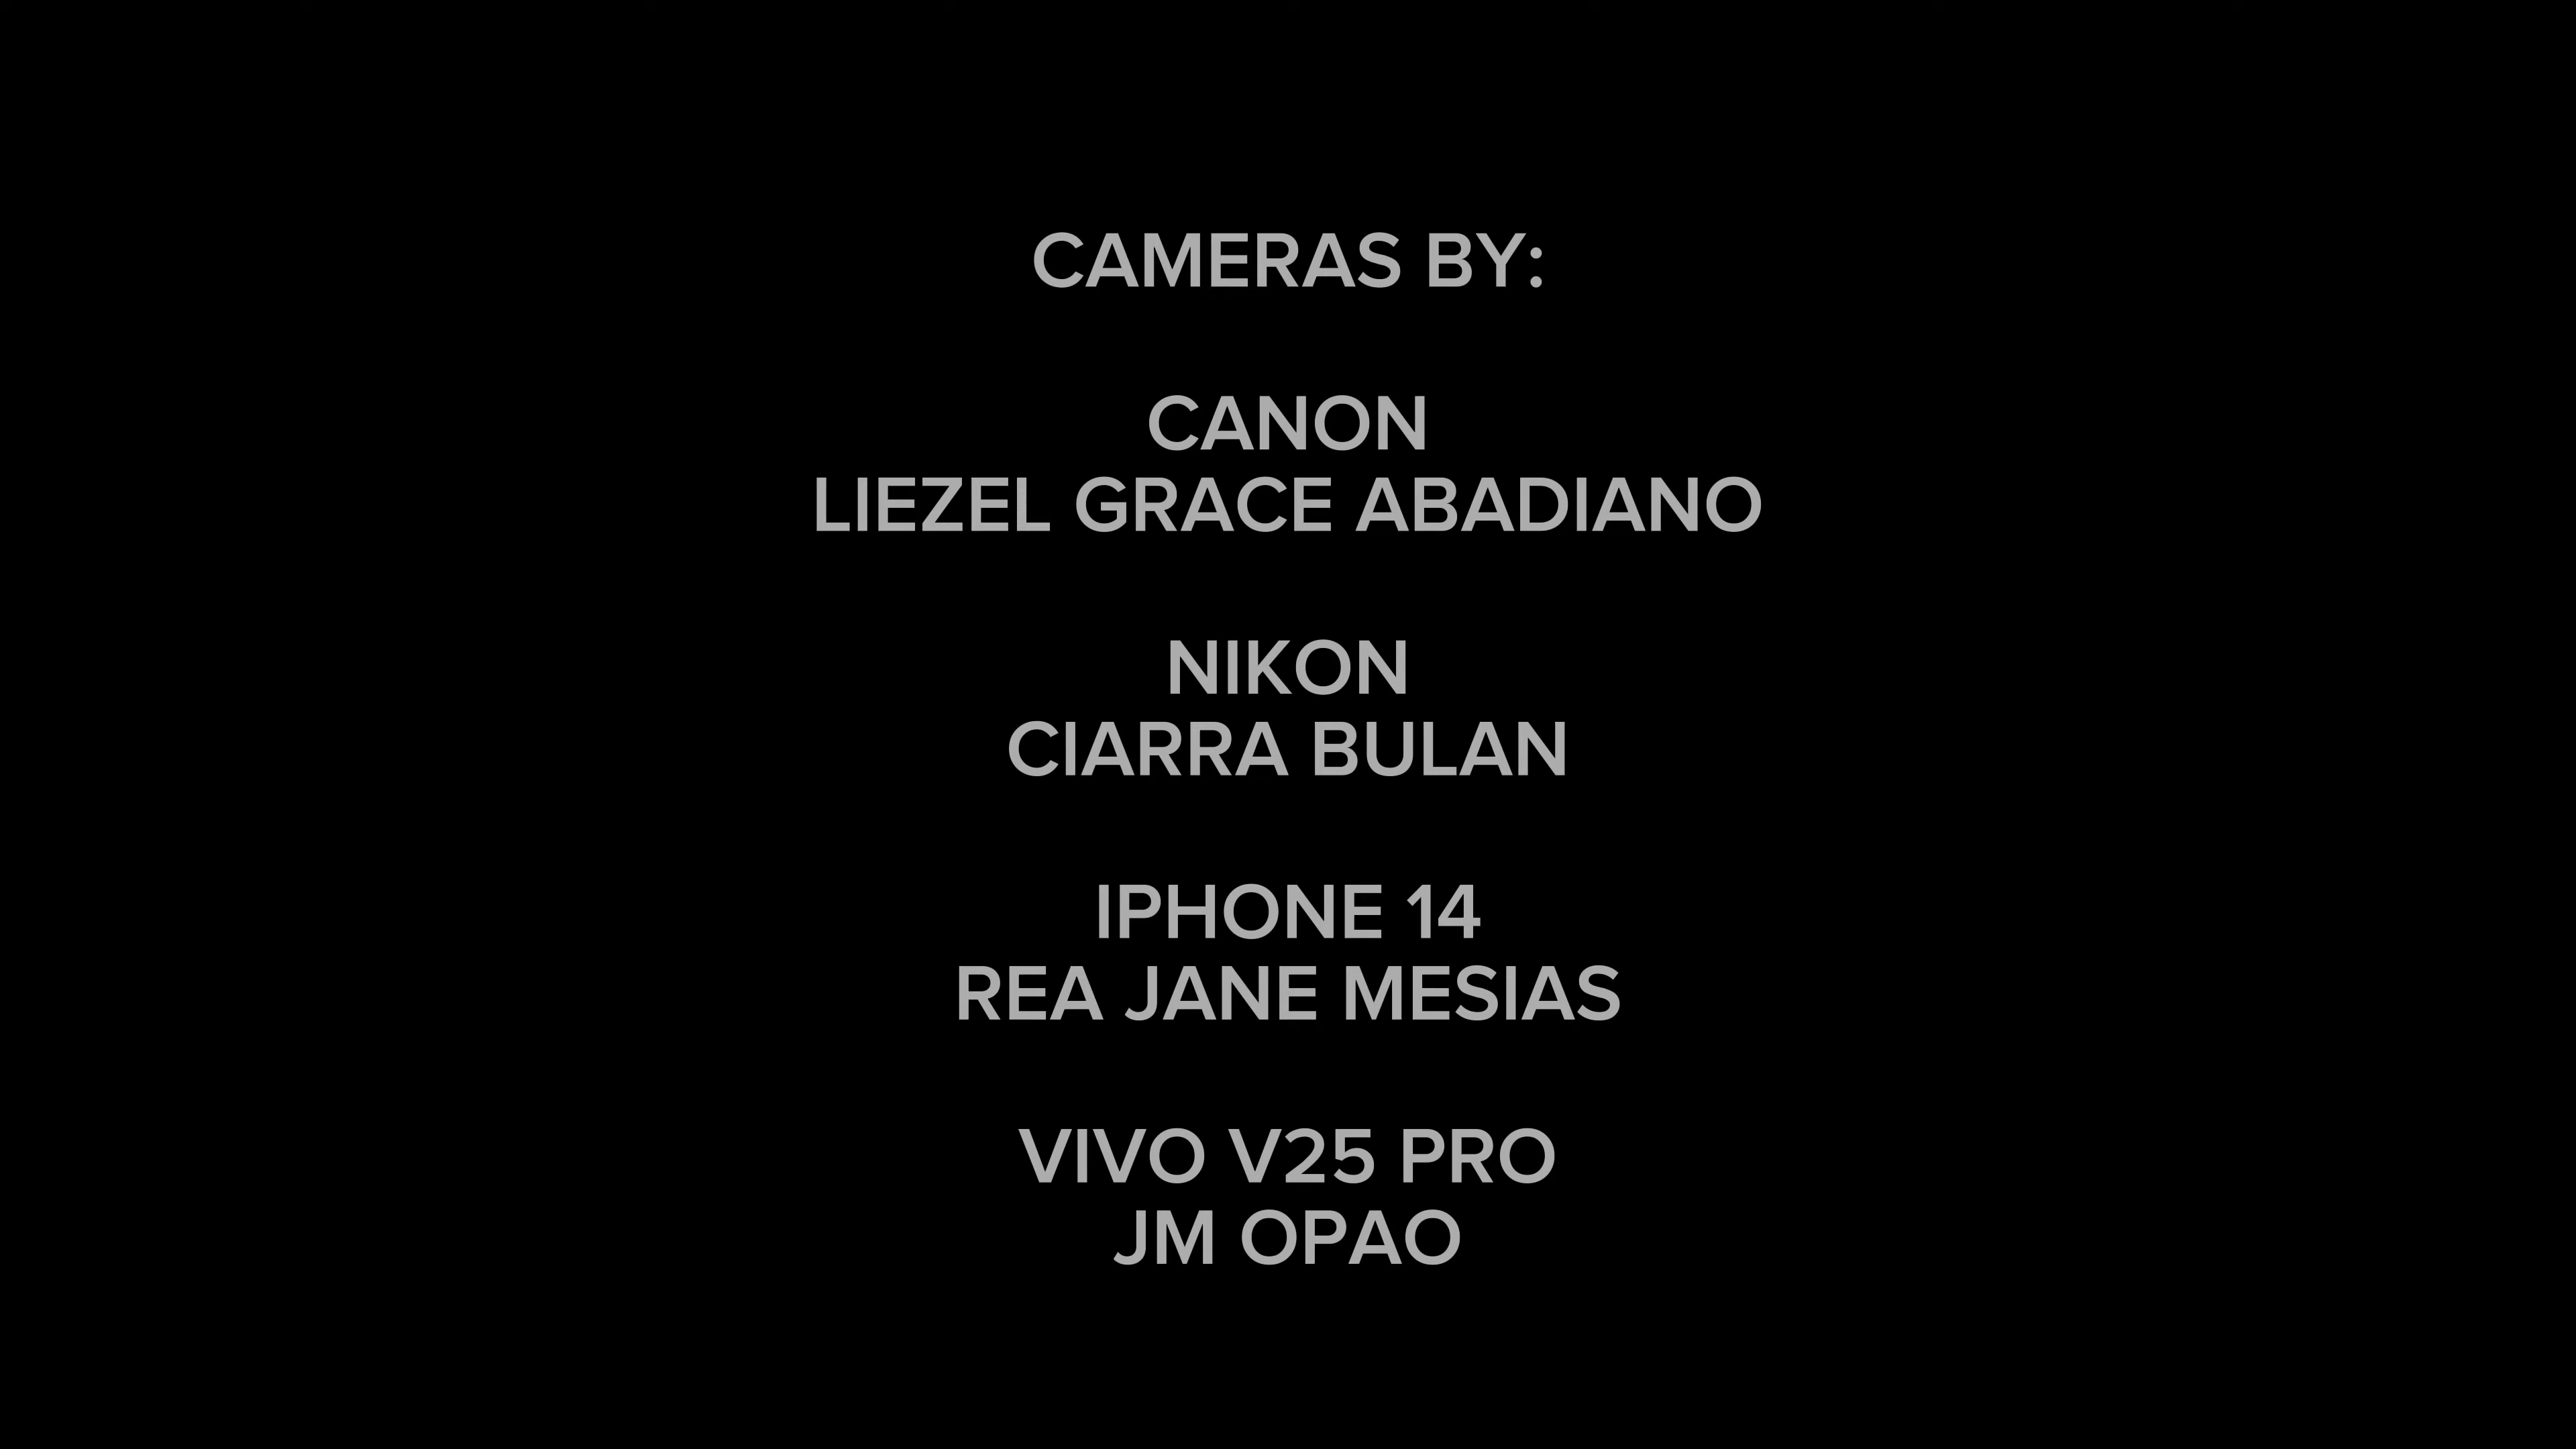 CAMERAS BY:
CANON
LIEZEL GRACE ABADIANO
NIKON
CIARRA BULAN
IPHONE 14
REA JANE MESIAS
VIVO V25 PRO
JM OPAO